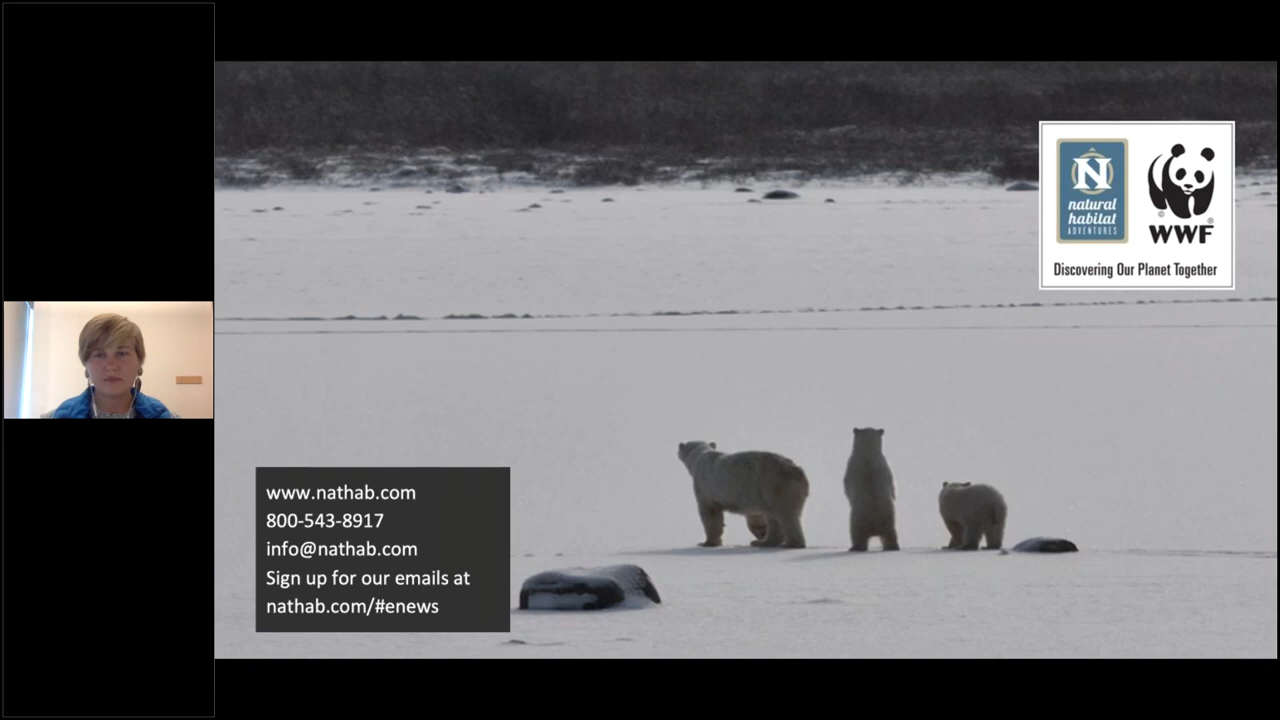 N
natural
habitat
ADVENTURES
©
®
WWF
Discovering Our Planet Together
www.nathab.com
800-543-8917
info@nathab.com
Sign up for our emails at
nathab.com/#enews